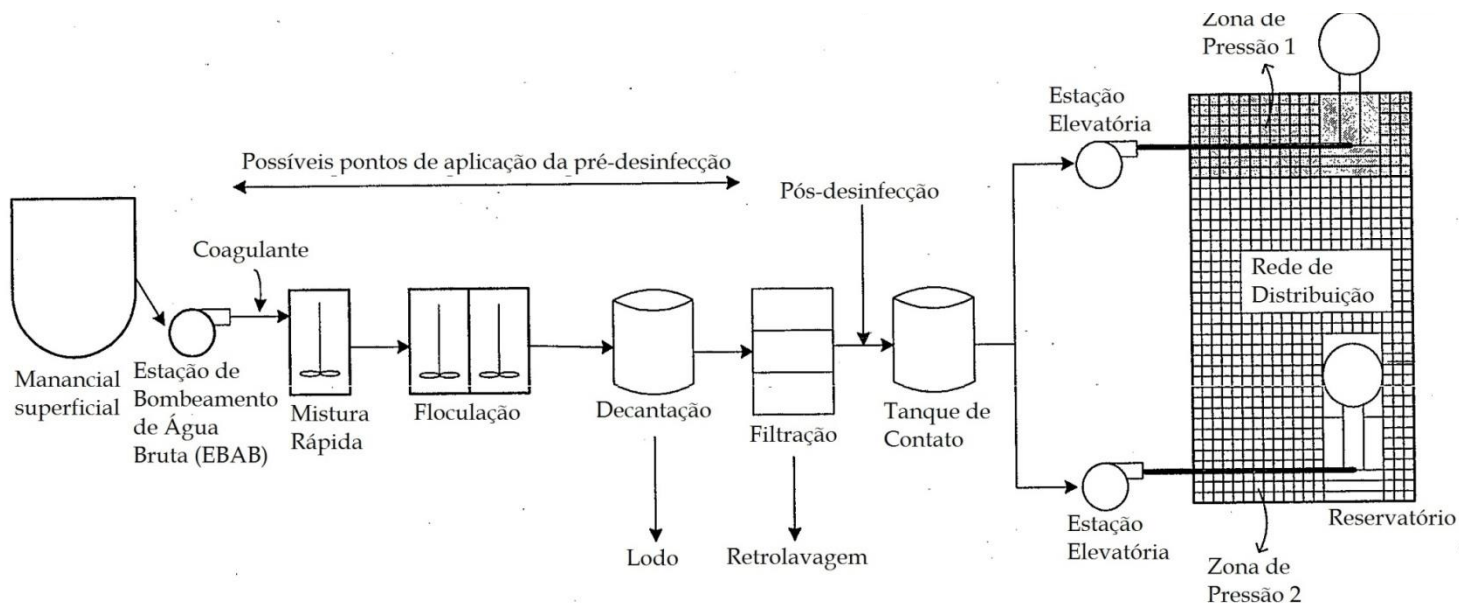 Zona de
Pressão 1
Estação
Elevatória
Possíveis pontos de aplicação da pré-desinfecção
Pós-desinfecção
Coagulante
Rede de
Distribuição
Manancial
superficial
Estação de
Bombeamento
de Água
Bruta (EBAB)
Mistura
Rápida
Floculação
Decantação
Filtração
Tanque de
Contato
Estação
Elevatória
Reservatório
Lodo
Retrolavagem
Zona de
Pressão 2